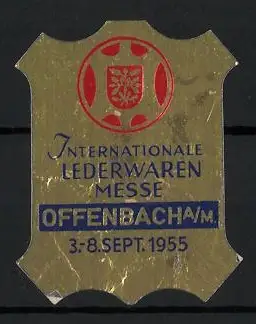 INTERNATIONALE
LEDERWAREN
MESSE
OFFENBACH A/M.
3.-8. SEPT. 1955